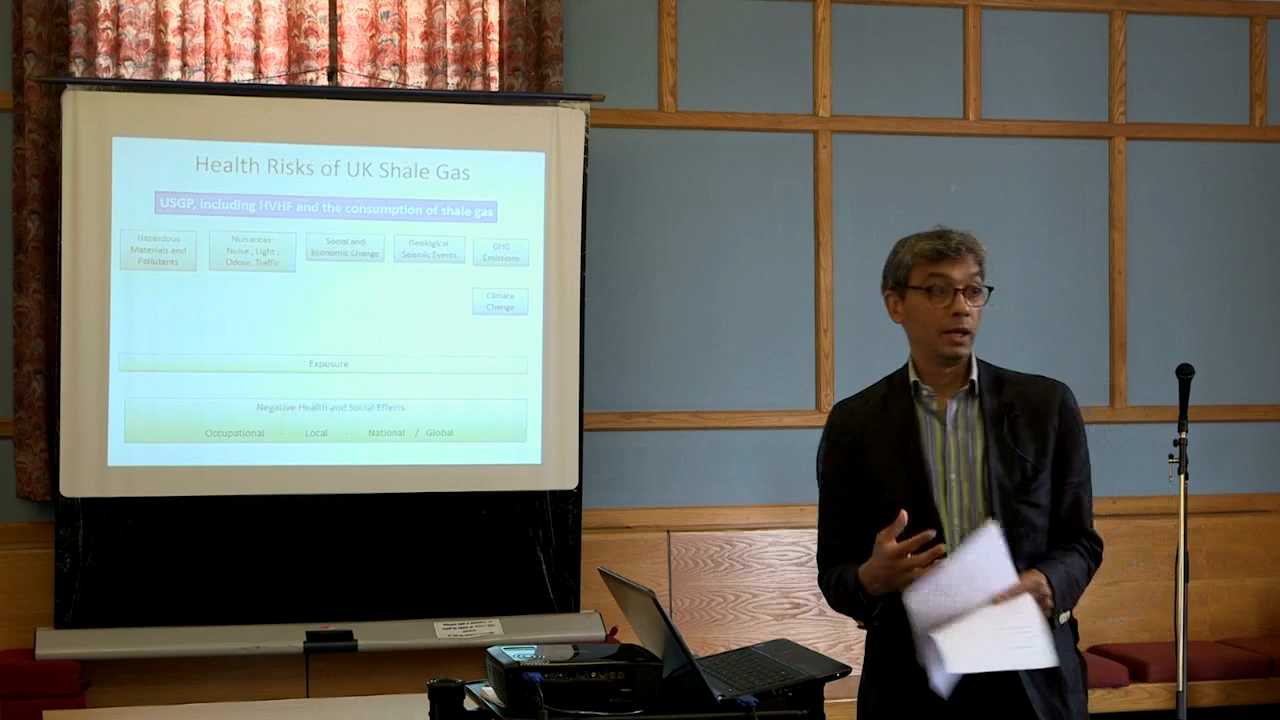 Health Risks of UK Shale Gas
USGP, including HVHF and the consumption of shale gas
Hazardous
Materials and
Pollutants
Nuisances:
Noise, Light,
Odour, Traffic
Social and
Economic Change
Geological
Seismic Events
GHG
Emissions
Climate
Change
Exposure
Negative Health and Social Effects
Occupational - Local -- National / Global